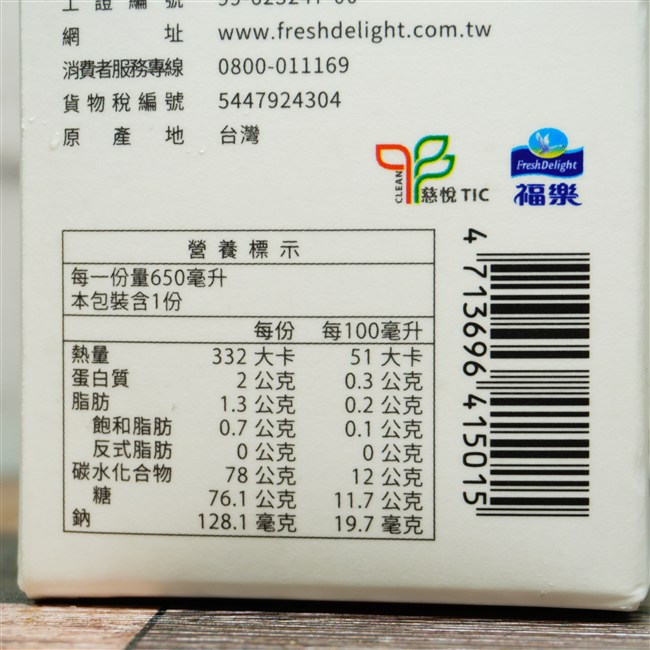 網址 www.freshdelight.com.tw
消費者服務專線 0800-011169
貨物稅編號 5447924304
原產地 台灣
CLEAN 慈悅 TIC
FreshDelight
福樂
營養標示
每一份量650毫升
本包裝含1份
每份 每100毫升
熱量 332 大卡 51 大卡
蛋白質 2 公克 0.3 公克
脂肪 1.3 公克 0.2 公克
飽和脂肪 0.7 公克 0.1 公克
反式脂肪 0 公克 0 公克
碳水化合物 78 公克 12 公克
糖 76.1 公克 11.7 公克
鈉 128.1 毫克 19.7 毫克
4 713696 415015